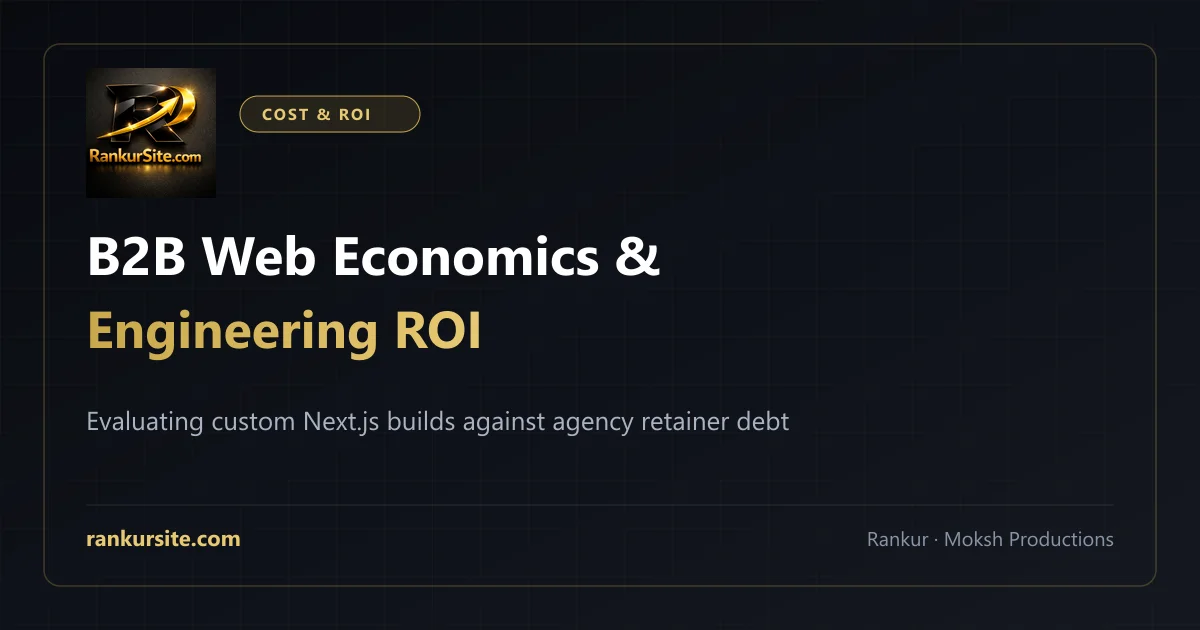 RankurSite.com
COST & ROI
B2B Web Economics &
Engineering ROI
Evaluating custom Next.js builds against agency retainer debt
rankursite.com
Rankur · Moksh Productions